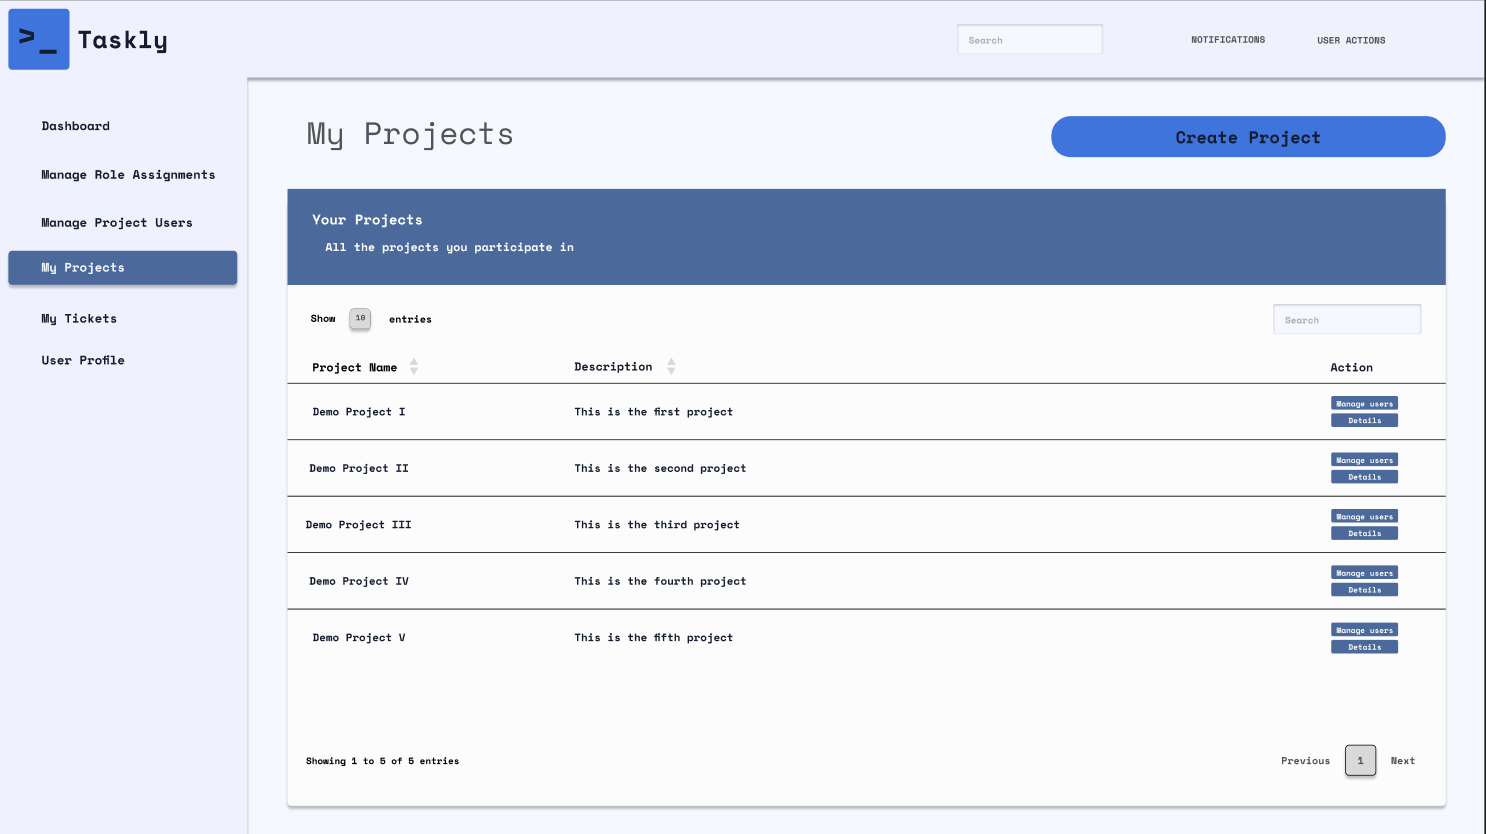 >_ Taskly
Search
NOTIFICATIONS
USER ACTIONS
Dashboard
Manage Role Assignments
Manage Project Users
My Projects
My Tickets
User Profile
My Projects
Create Project
Your Projects
All the projects you participate in
Show 10 entries
Search
Project Name Description Action
Demo Project I This is the first project Manage users
Details
Demo Project II This is the second project Manage users
Details
Demo Project III This is the third project Manage users
Details
Demo Project IV This is the fourth project Manage users
Details
Demo Project V This is the fifth project Manage users
Details
Showing 1 to 5 of 5 entries
Previous 1 Next